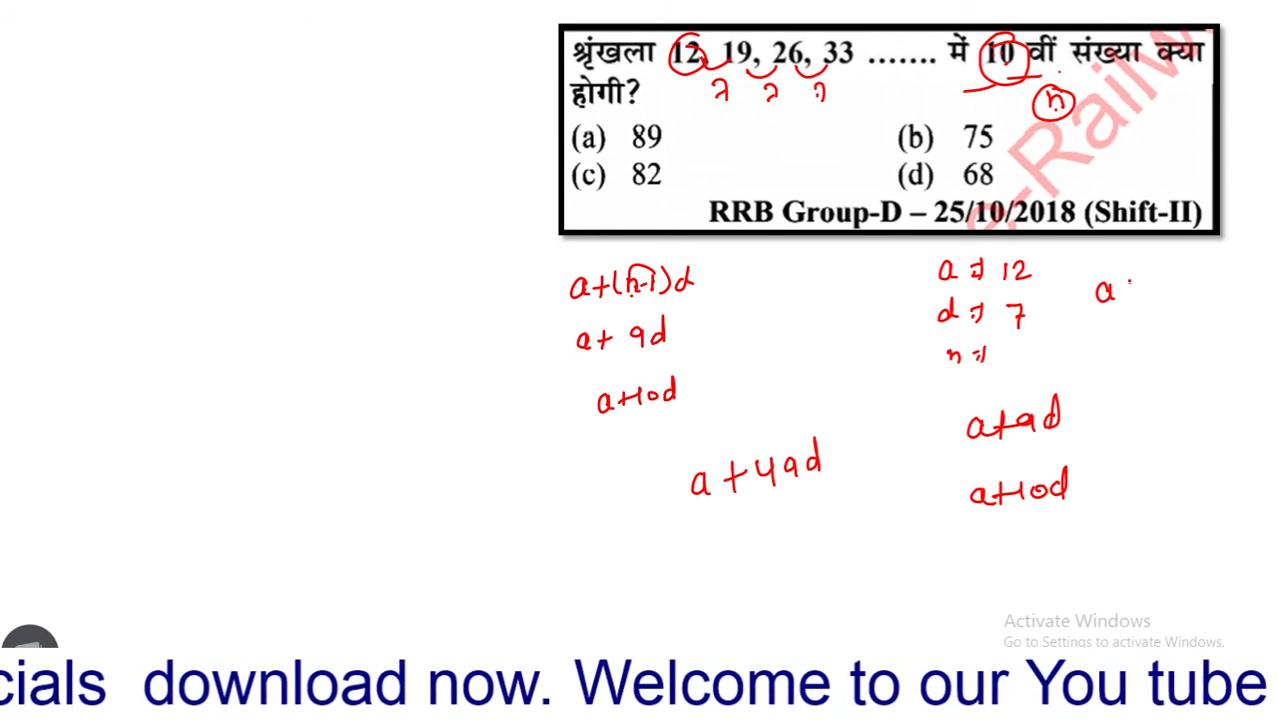 श्रृंखला 12, 19, 26, 33 ....... में 10 वीं संख्या क्या
होगी?
7 7 7
n
(a) 89 (b) 75
(c) 82 (d) 68
RRB Group-D – 25/10/2018 (Shift-II)
e-Railw
a+(n-1)d
a+ 9d
a+10d
a + 49d
a => 12
d => 7
n =>
a+9d
a+10d
a
Activate Windows
Go to Settings to activate Windows.
cials download now. Welcome to our You tube